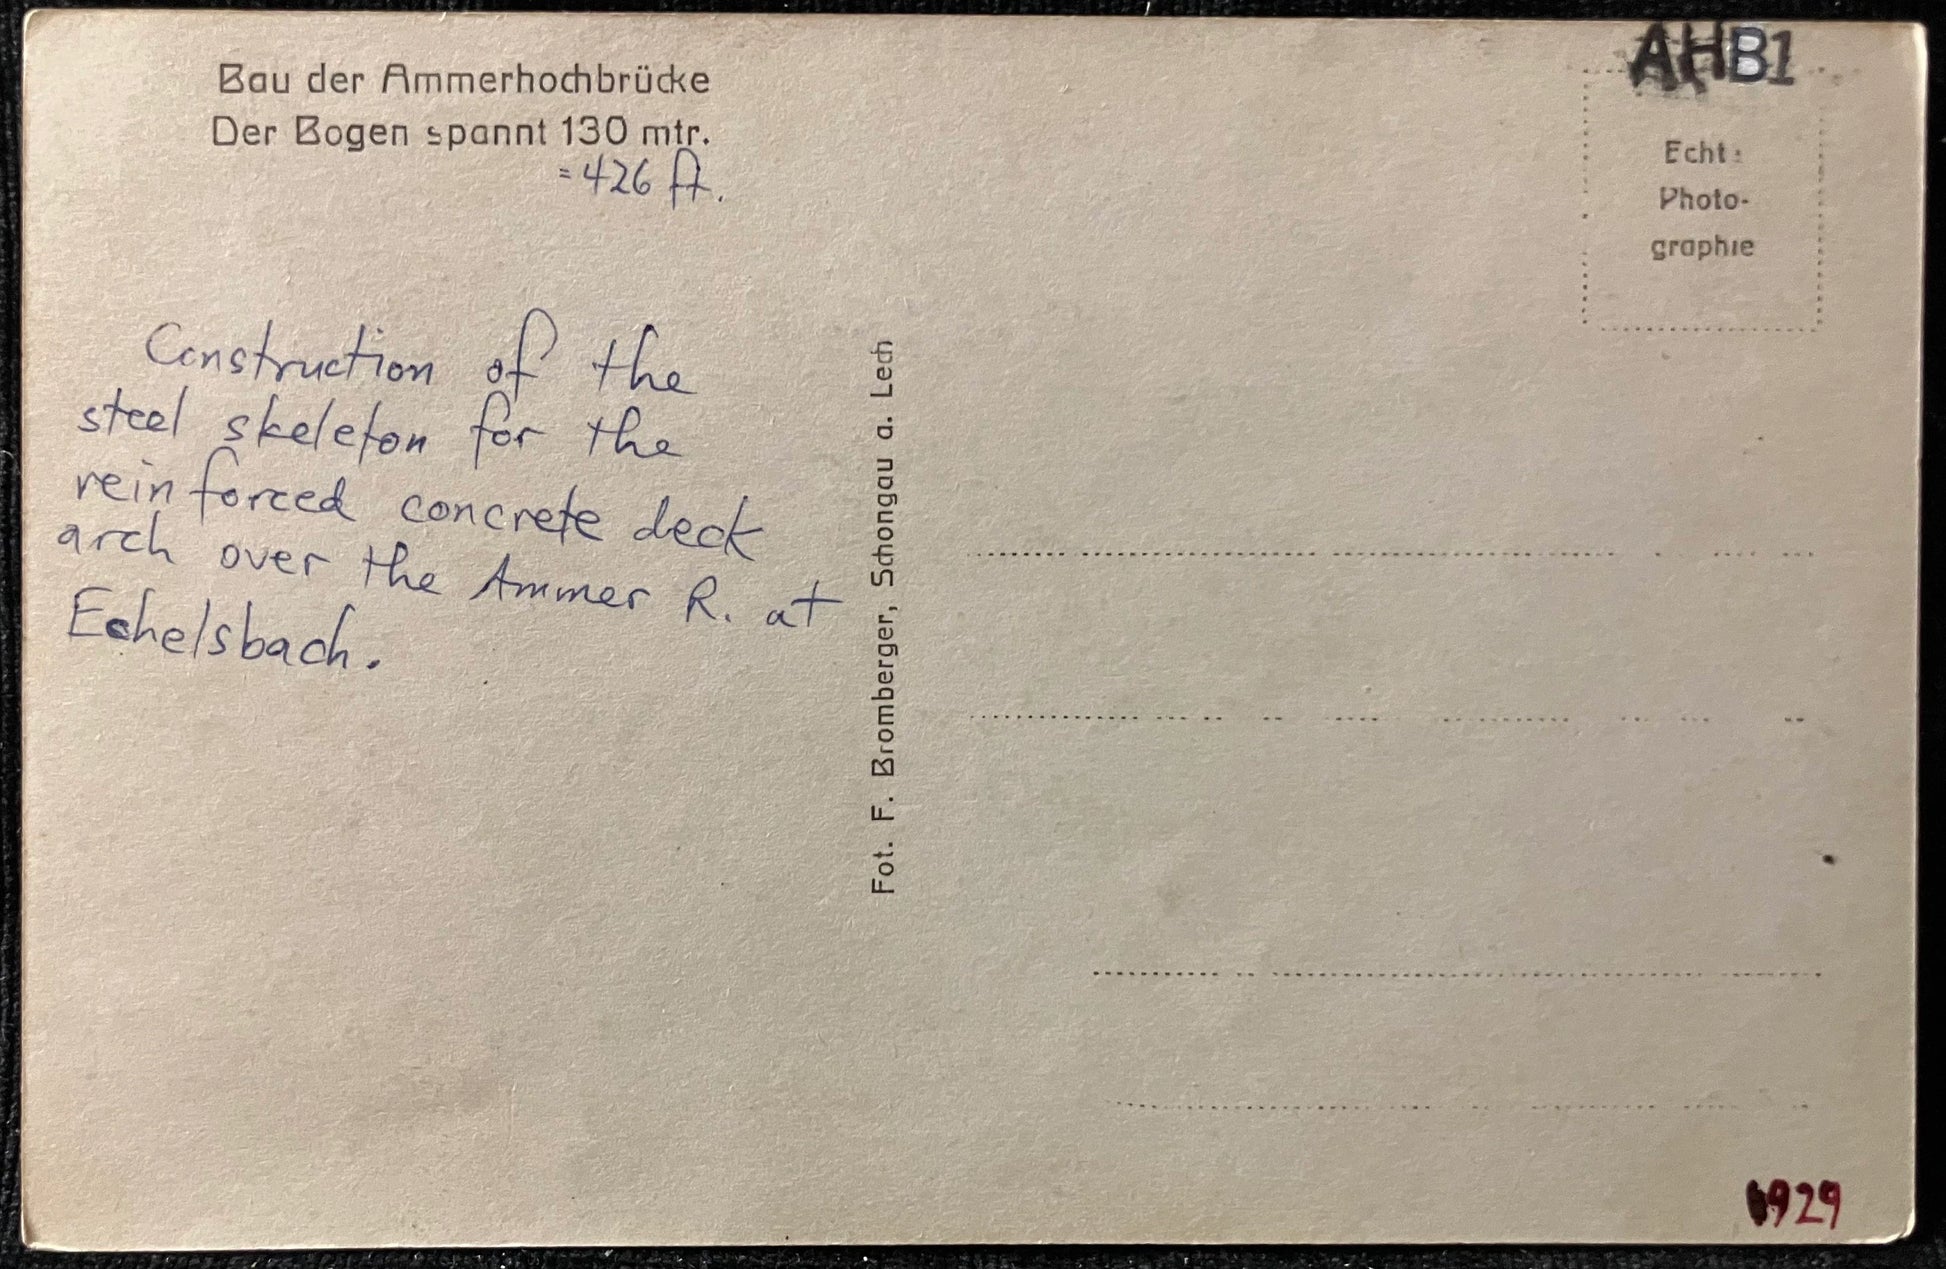 Bau der Ammerhochbrücke
Der Bogen spannt 130 mtr.
= 426 ft.
Construction of the
steel skeleton for the
reinforced concrete deck
arch over the Ammer R. at
Echelsbach.
Fot. F. Bromberger, Schongau a. Lech
AHB1
Echt:
Photo-
graphie
1929